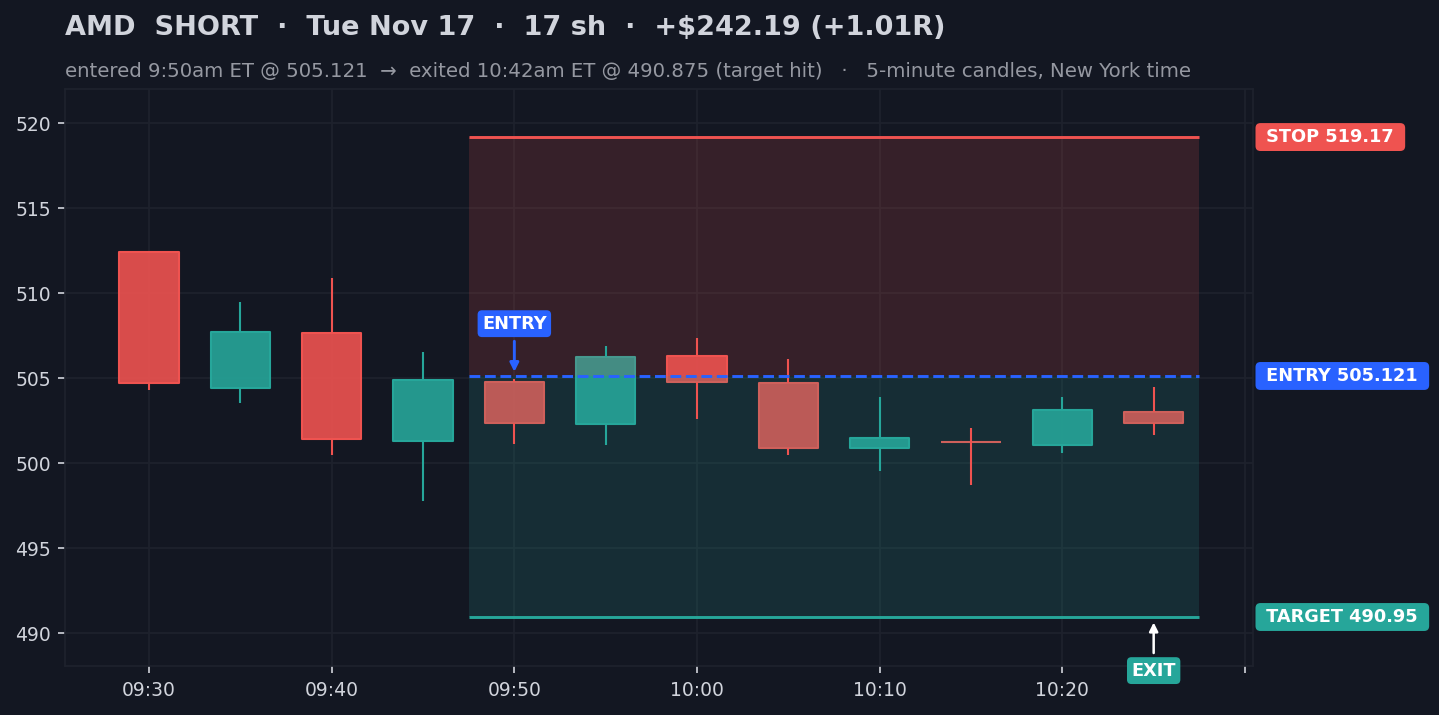 AMD SHORT · Tue Nov 17 · 17 sh · +$242.19 (+1.01R)
entered 9:50am ET @ 505.121 → exited 10:42am ET @ 490.875 (target hit) · 5-minute candles, New York time
520
STOP 519.17
515
510
ENTRY
505
ENTRY 505.121
500
495
TARGET 490.95
490
EXIT
09:30 09:40 09:50 10:00 10:10 10:20